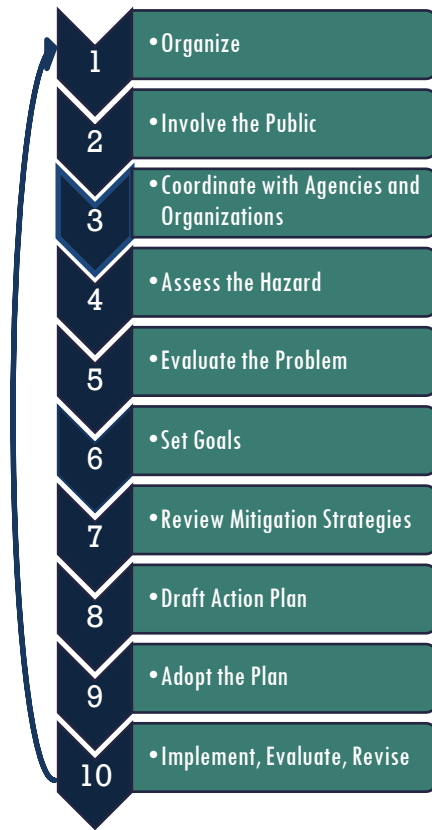 1
•Organize
2
•Involve the Public
3
•Coordinate with Agencies and
Organizations
4
•Assess the Hazard
5
•Evaluate the Problem
6
•Set Goals
7
•Review Mitigation Strategies
8
•Draft Action Plan
9
•Adopt the Plan
10
•Implement, Evaluate, Revise